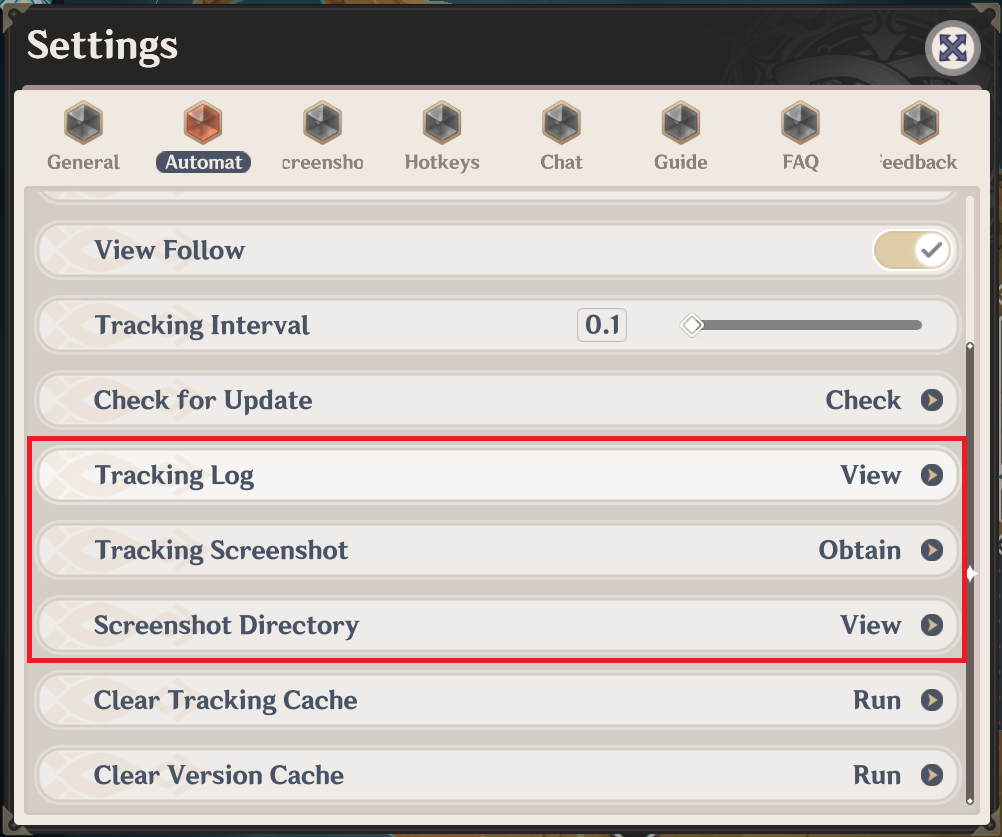 Settings
General
Automat
creensho
Hotkeys
Chat
Guide
FAQ
eedback
View Follow
Tracking Interval 0.1
Check for Update Check
Tracking Log View
Tracking Screenshot Obtain
Screenshot Directory View
Clear Tracking Cache Run
Clear Version Cache Run